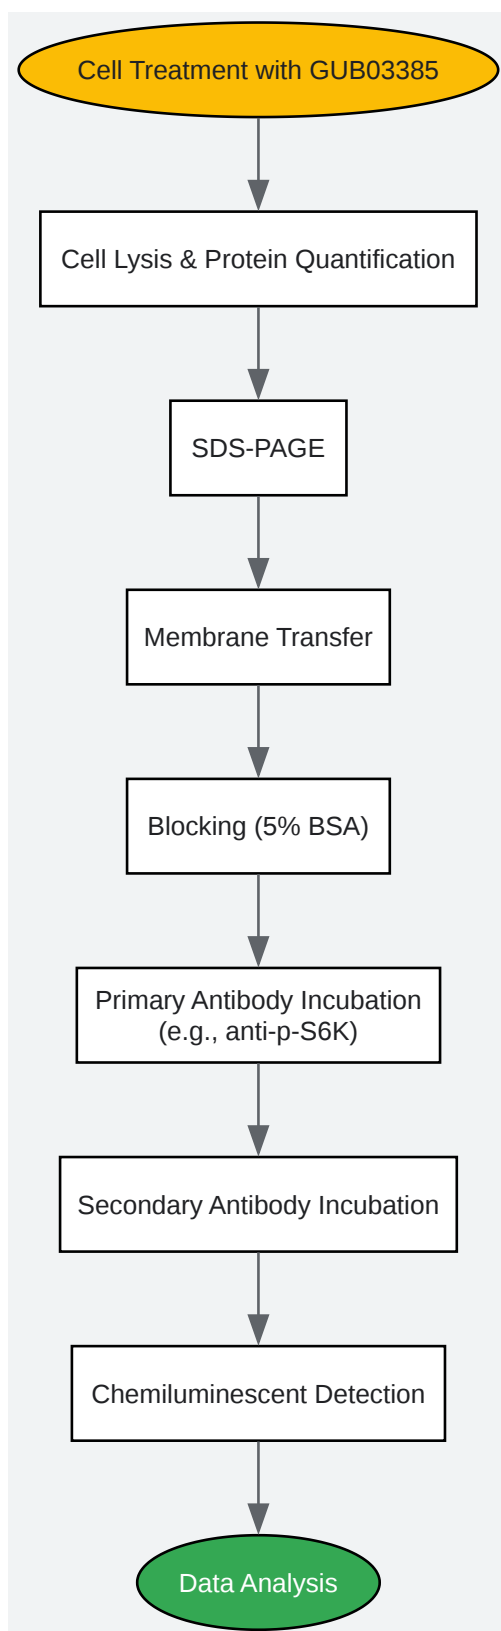 Cell Treatment with GUB03385
Cell Lysis & Protein Quantification
SDS-PAGE
Membrane Transfer
Blocking (5% BSA)
Primary Antibody Incubation
(e.g., anti-p-S6K)
Secondary Antibody Incubation
Chemiluminescent Detection
Data Analysis